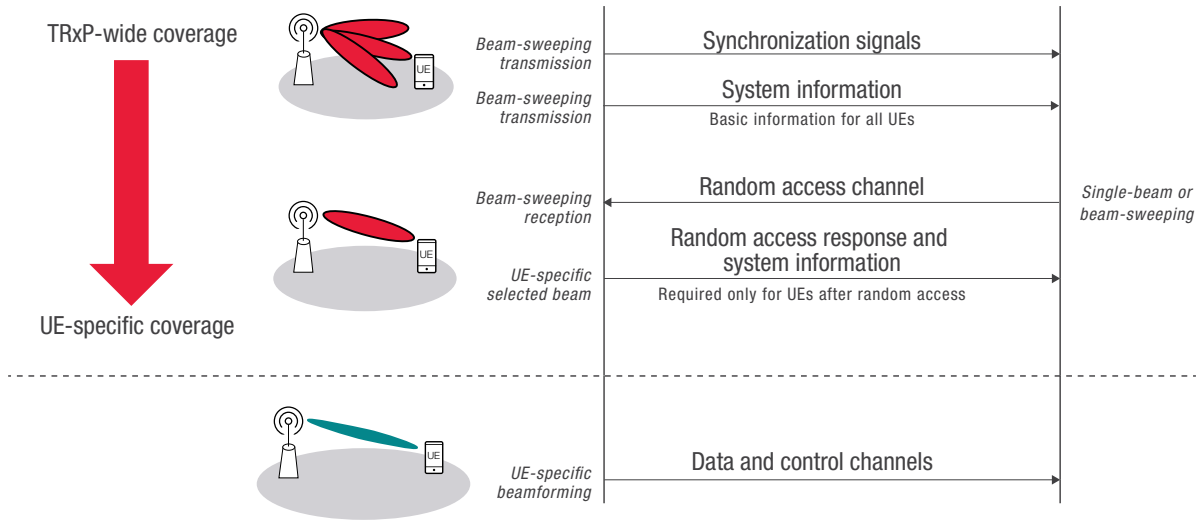 TRxP-wide coverage
UE
Beam-sweeping
transmission
Synchronization signals
Beam-sweeping
transmission
System information
Basic information for all UEs
Beam-sweeping
reception
Random access channel
Single-beam or
beam-sweeping
UE
Random access response and
system information
UE-specific
selected beam
Required only for UEs after random access
UE-specific coverage
UE
UE-specific
beamforming
Data and control channels